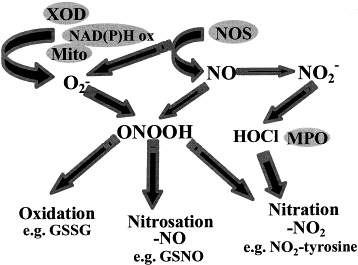 XOD
NAD(P)H ox
Mito
NOS
O₂⁻
NO
NO₂⁻
ONOOH
HOCl
MPO
Oxidation
e.g. GSSG
Nitrosation
-NO
e.g. GSNO
Nitration
-NO₂
e.g. NO₂-tyrosine